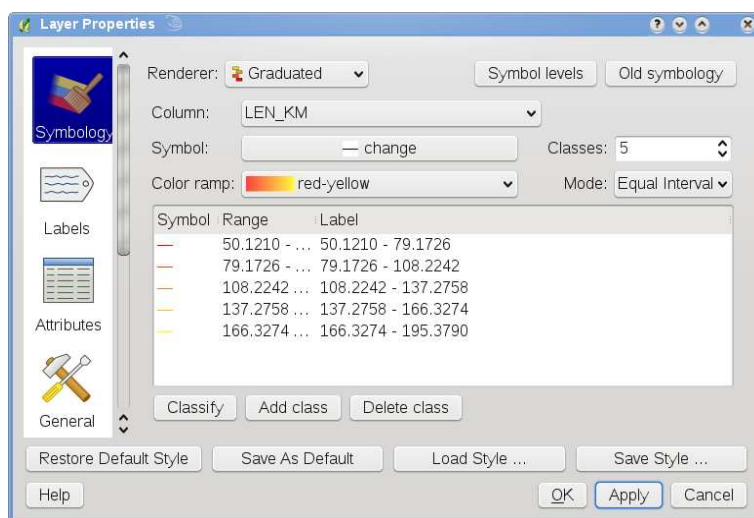 Layer Properties
Renderer: Graduated Symbol levels Old symbology
Column: LEN_KM
Symbology
Symbol: change Classes: 5
Color ramp: red-yellow Mode: Equal Interval
Labels
Symbol Range Label
50.1210 - ... 50.1210 - 79.1726
79.1726 - ... 79.1726 - 108.2242
108.2242 ... 108.2242 - 137.2758
137.2758 ... 137.2758 - 166.3274
166.3274 ... 166.3274 - 195.3790
Attributes
General
Classify Add class Delete class
Restore Default Style Save As Default Load Style ... Save Style ...
Help OK Apply Cancel